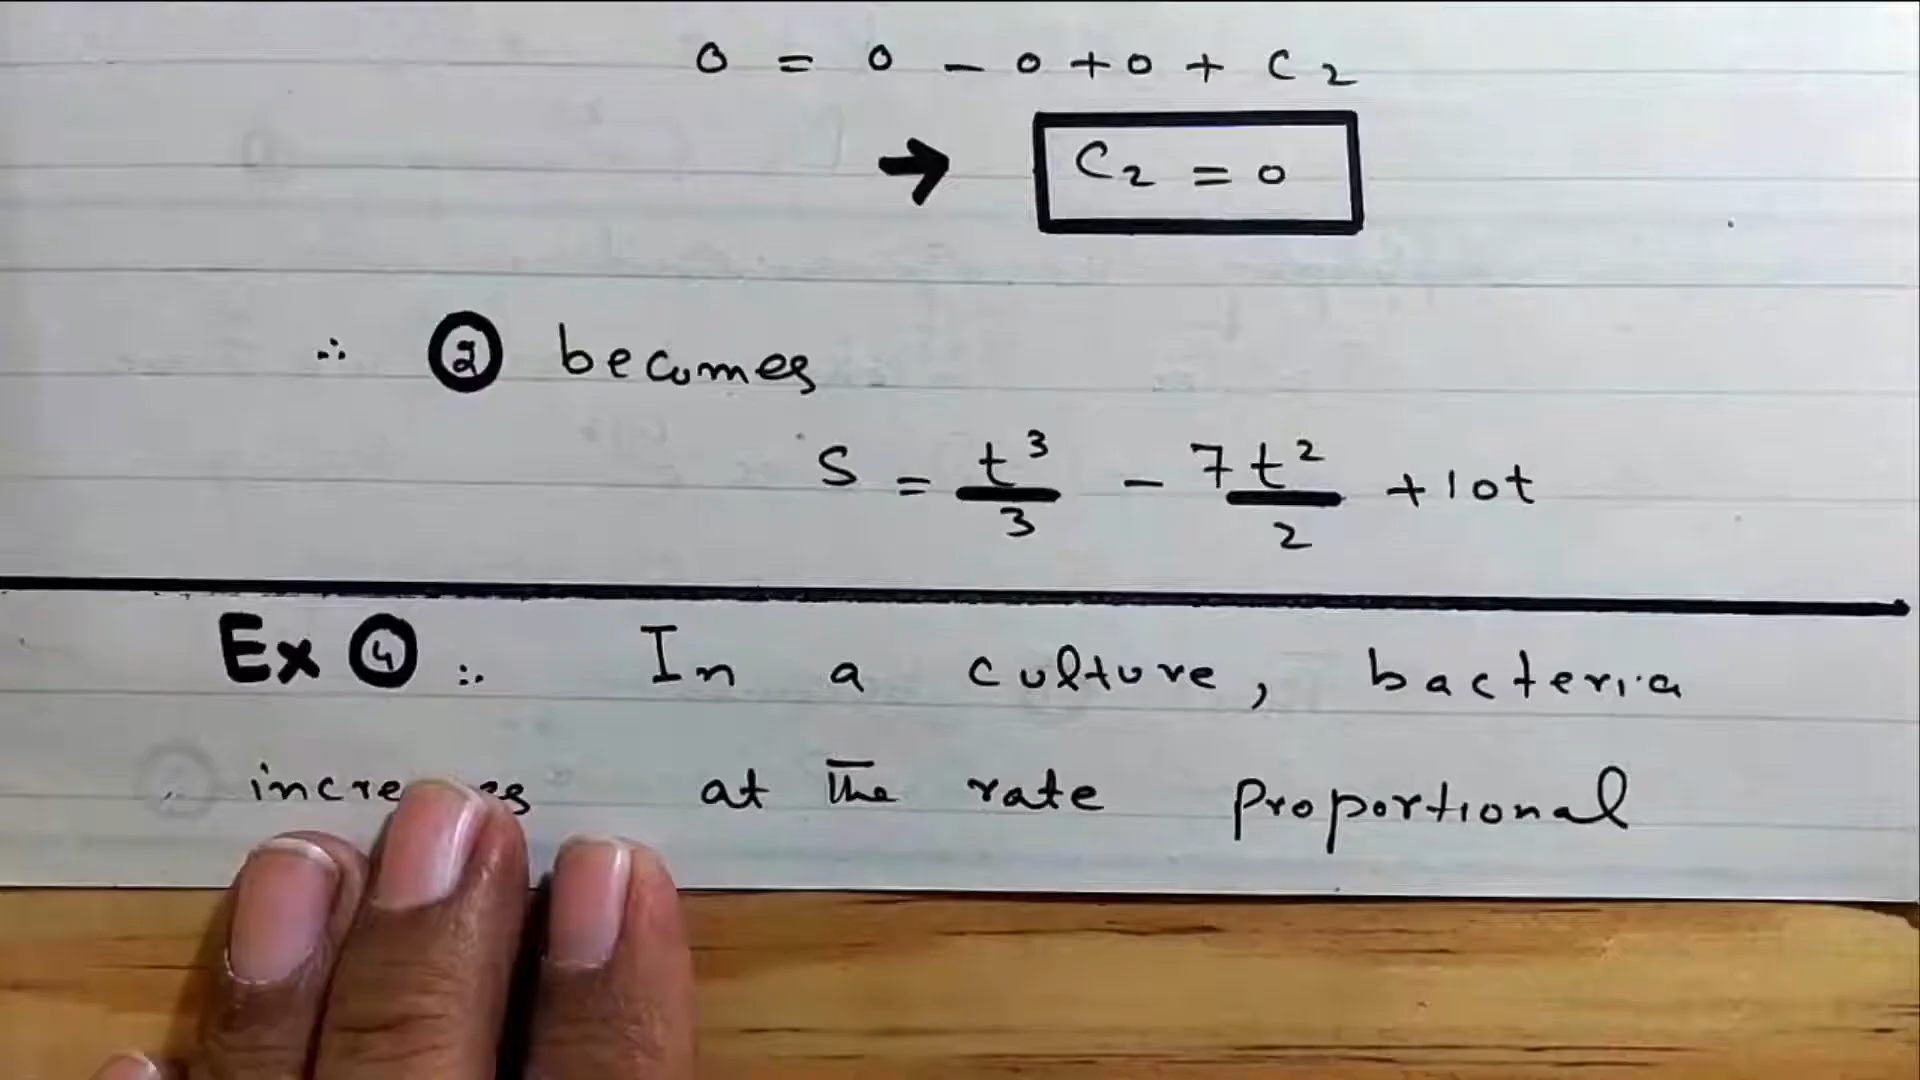 0 = 0 - 0 + 0 + C₂
→ C₂ = 0
∴ ② becomes
S = t³/3 - 7t²/2 + 10t
Ex ④ :. In a culture, bacteria
at the rate proportional